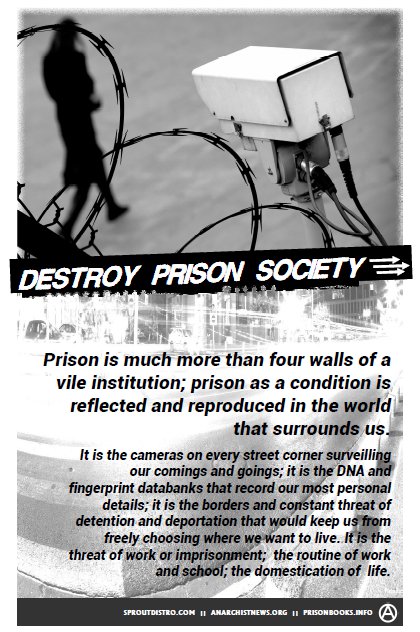 DESTROY PRISON SOCIETY
Prison is much more than four walls of a
vile institution; prison as a condition is
reflected and reproduced in the world
that surrounds us.
It is the cameras on every street corner surveilling
our comings and goings; it is the DNA and
fingerprint databanks that record our most personal
details; it is the borders and constant threat of
detention and deportation that would keep us from
freely choosing where we want to live. It is the
threat of work or imprisonment; the routine of work
and school; the domestication of life.
SPROUTDISTRO.COM II ANARCHISTNEWS.ORG II PRISONBOOKS.INFO